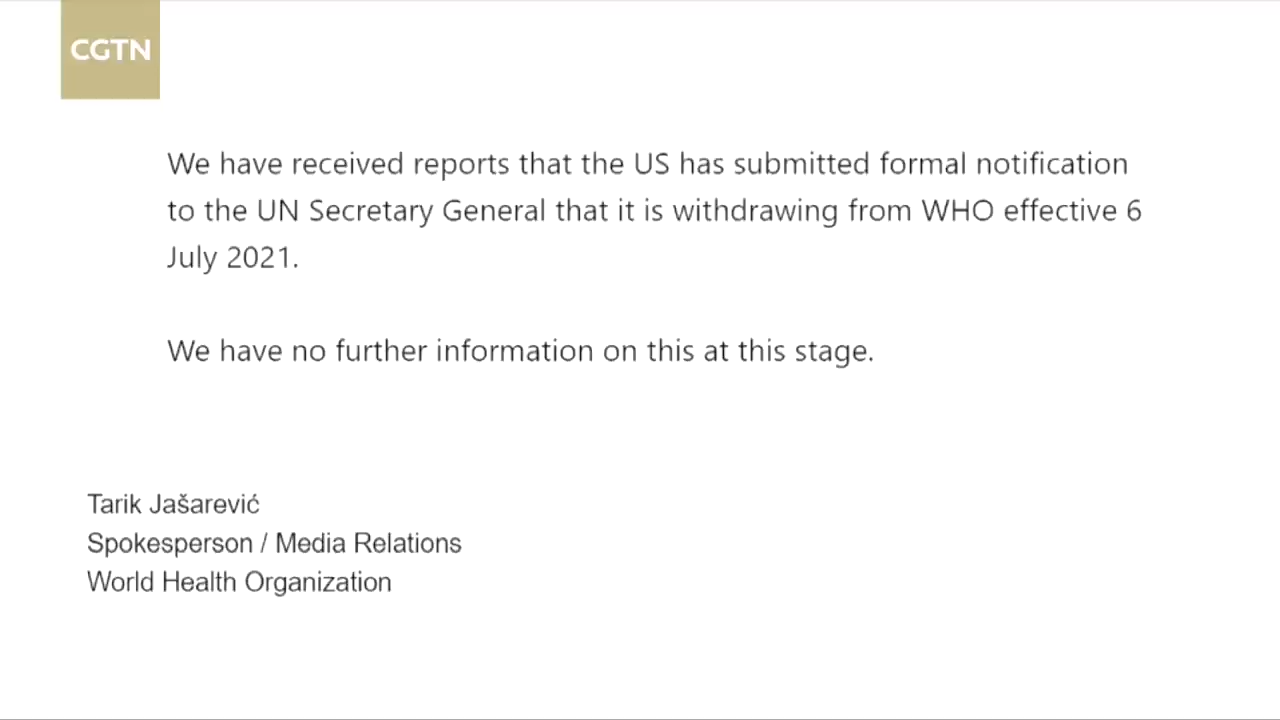 CGTN
We have received reports that the US has submitted formal notification
to the UN Secretary General that it is withdrawing from WHO effective 6
July 2021.
We have no further information on this at this stage.
Tarik Jašarević
Spokesperson / Media Relations
World Health Organization